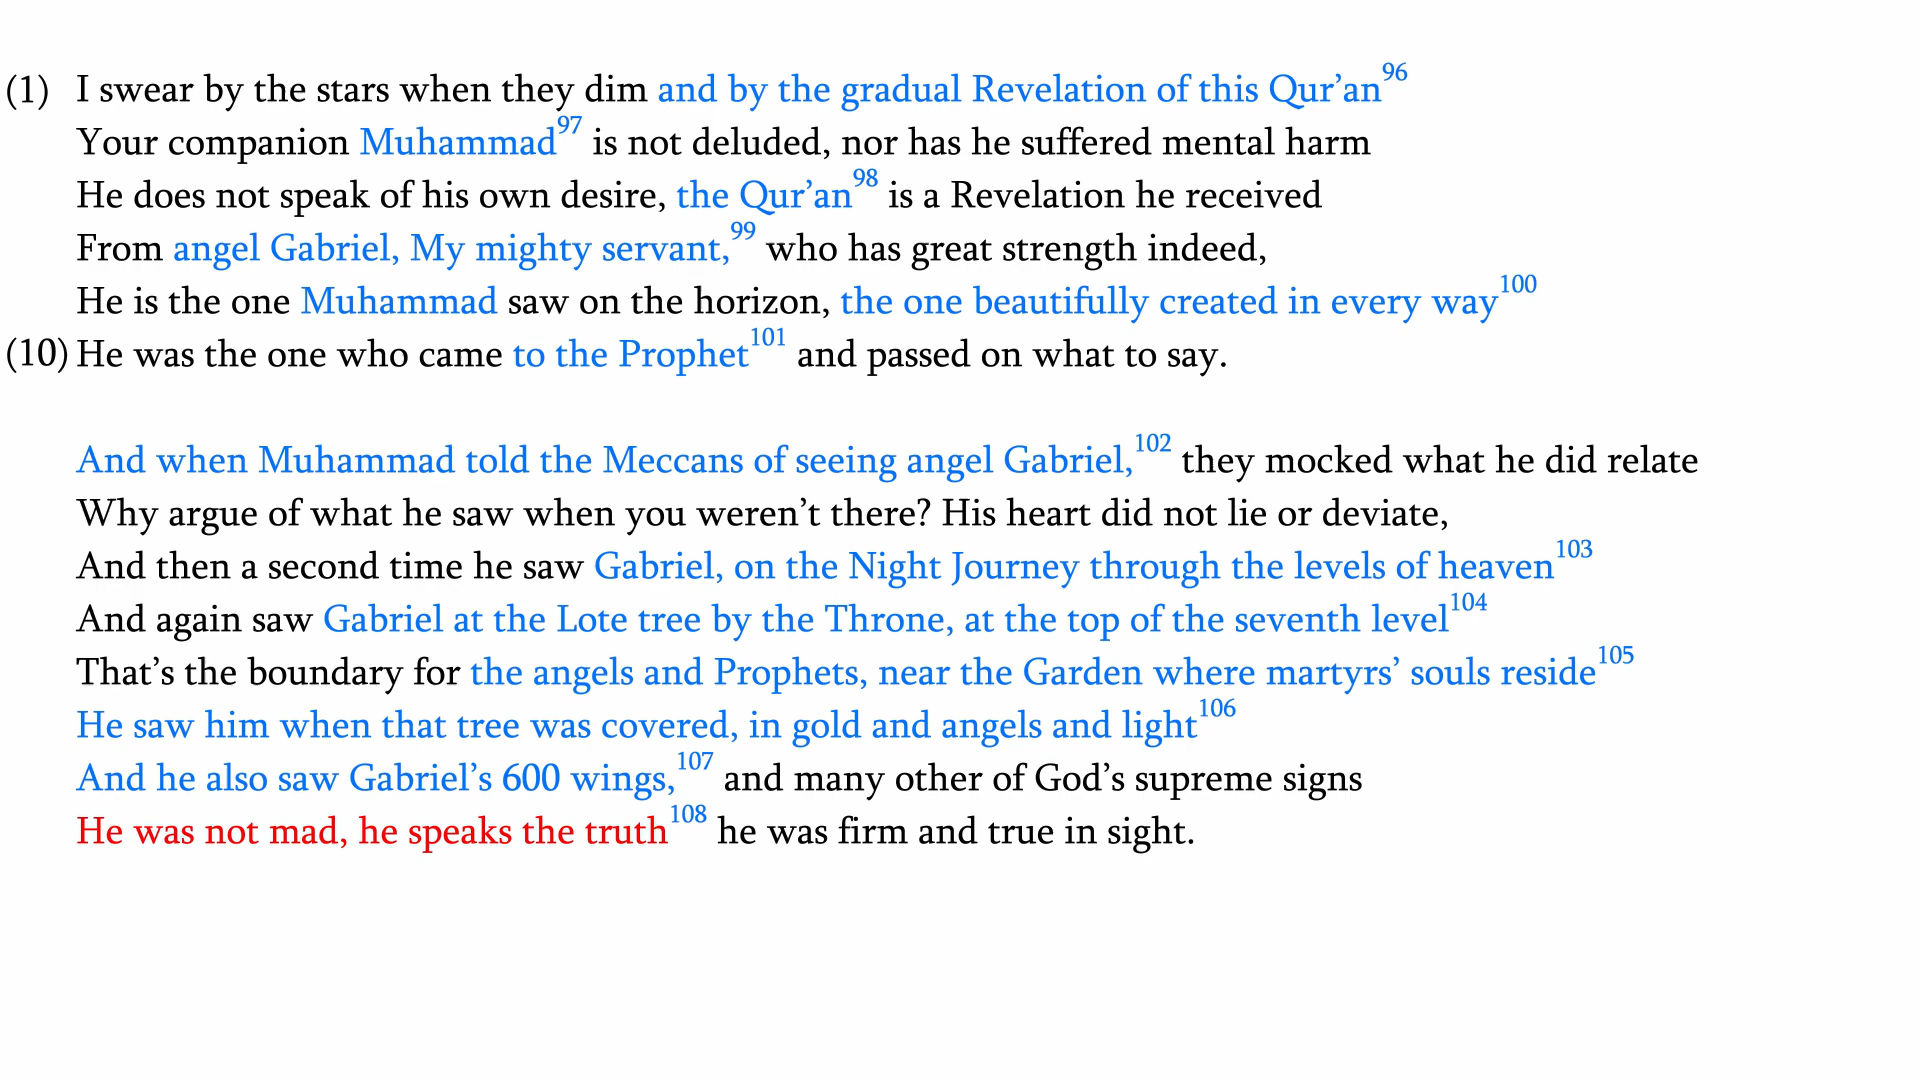 (1) I swear by the stars when they dim and by the gradual Revelation of this Qur’an96
Your companion Muhammad97 is not deluded, nor has he suffered mental harm
He does not speak of his own desire, the Qur’an98 is a Revelation he received
From angel Gabriel, My mighty servant,99 who has great strength indeed,
He is the one Muhammad saw on the horizon, the one beautifully created in every way100
(10) He was the one who came to the Prophet101 and passed on what to say.
And when Muhammad told the Meccans of seeing angel Gabriel,102 they mocked what he did relate
Why argue of what he saw when you weren’t there? His heart did not lie or deviate,
And then a second time he saw Gabriel, on the Night Journey through the levels of heaven103
And again saw Gabriel at the Lote tree by the Throne, at the top of the seventh level104
That’s the boundary for the angels and Prophets, near the Garden where martyrs’ souls reside105
He saw him when that tree was covered, in gold and angels and light106
And he also saw Gabriel’s 600 wings,107 and many other of God’s supreme signs
He was not mad, he speaks the truth108 he was firm and true in sight.